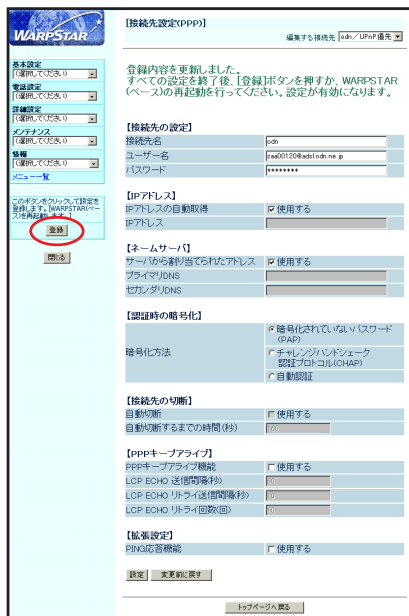 WARPSTAR
基本設定
(選択してください)
電話設定
(選択してください)
詳細設定
(選択してください)
メンテナンス
(選択してください)
情報
(選択してください)
メニュー一覧
このボタンをクリックして設定を
登録します。[WARPSTAR(ベー
ス)を再起動します。]
登録
閉じる
[接続先設定(PPP)]
編集する接続先 odn/UPnP優先
登録内容を更新しました。
すべての設定を終了後、[登録]ボタンを押すか、WARPSTAR
(ベース)の再起動を行ってください。設定が有効になります。
【接続先の設定】
接続先名 odn
ユーザー名 zaa00120@adsl.odn.ne.jp
パスワード ********
【IPアドレス】
IPアドレスの自動取得 使用する
IPアドレス
【ネームサーバ】
サーバから割り当てられたアドレス 使用する
プライマリDNS
セカンダリDNS
【認証時の暗号化】
暗号化方法
暗号化されていないパスワード
(PAP)
チャレンジハンドシェーク
認証プロトコル(CHAP)
自動認証
【接続先の切断】
自動切断 使用する
自動切断するまでの時間(秒)
【PPPキープアライブ】
PPPキープアライブ機能 使用する
LCP ECHO 送信間隔(秒)
LCP ECHO リトライ送信間隔(秒)
LCP ECHO リトライ回数(回)
【拡張設定】
PING応答機能 使用する
設定 変更前に戻す
トップページへ戻る